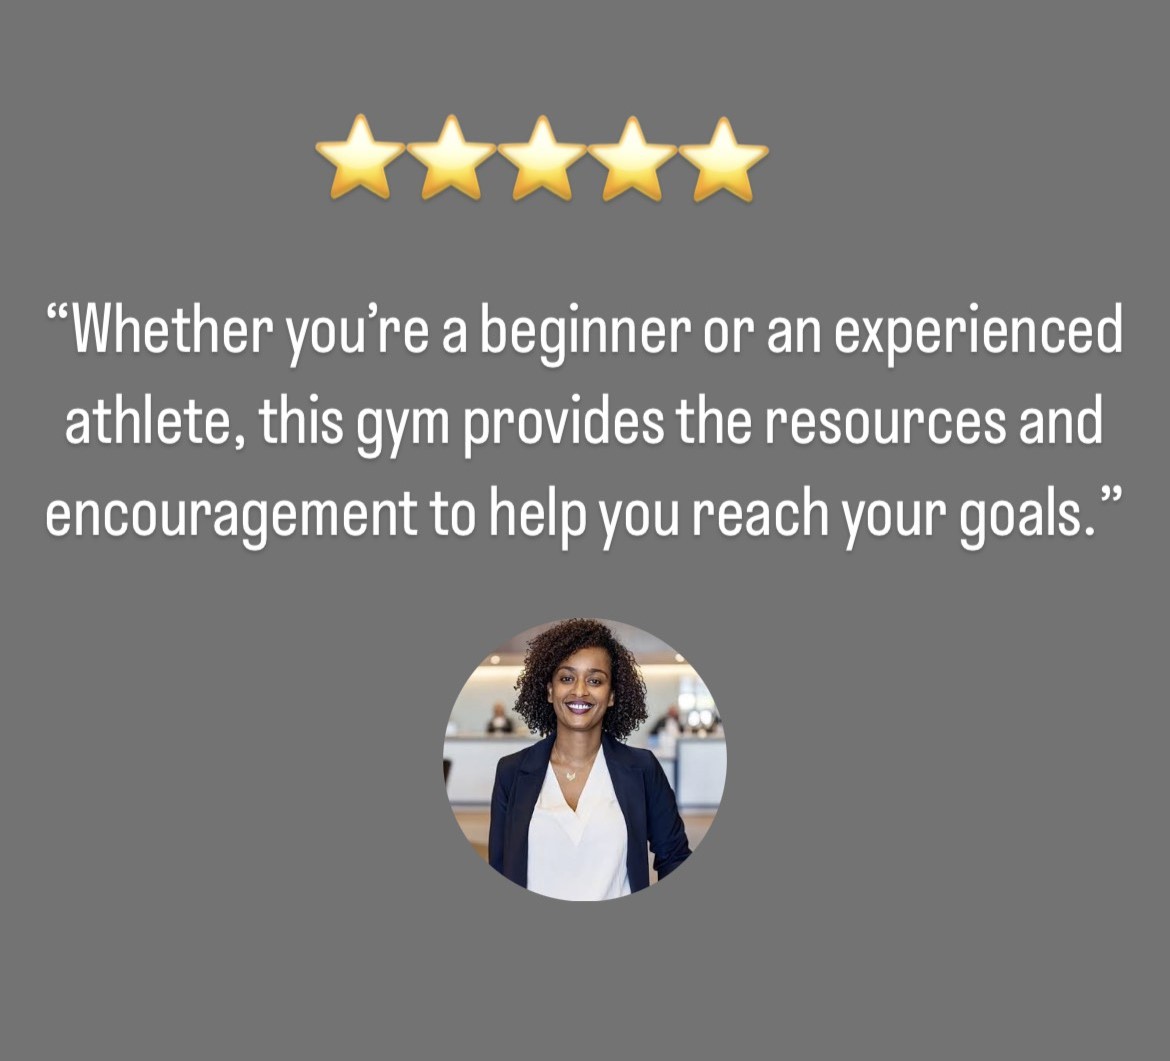 “Whether you’re a beginner or an experienced
athlete, this gym provides the resources and
encouragement to help you reach your goals.”